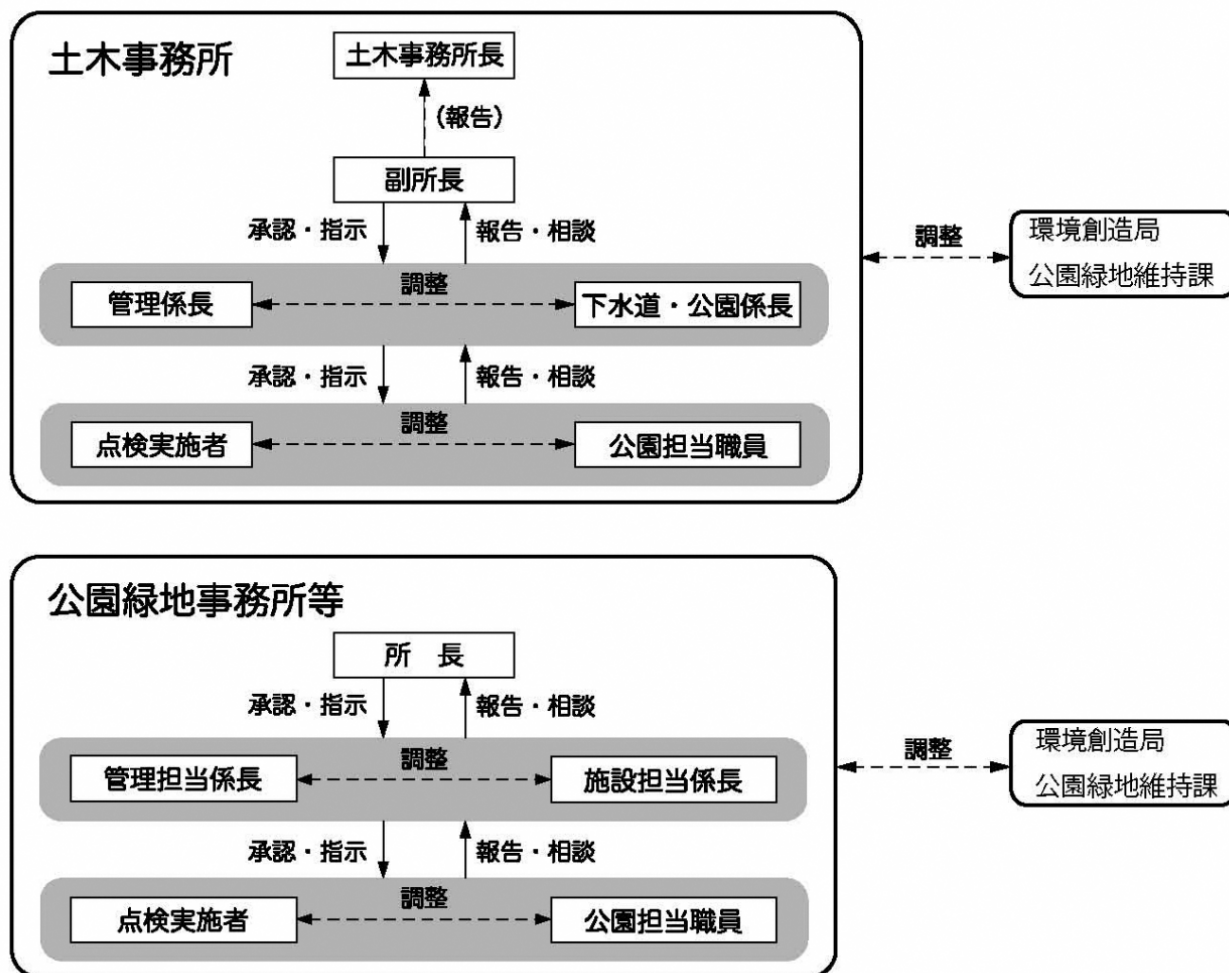 土木事務所
土木事務所長
(報告)
副所長
承認・指示
報告・相談
調整
管理係長
下水道・公園係長
承認・指示
報告・相談
調整
点検実施者
公園担当職員
調整
環境創造局
公園緑地維持課
公園緑地事務所等
所 長
承認・指示
報告・相談
調整
管理担当係長
施設担当係長
承認・指示
報告・相談
調整
点検実施者
公園担当職員
調整
環境創造局
公園緑地維持課